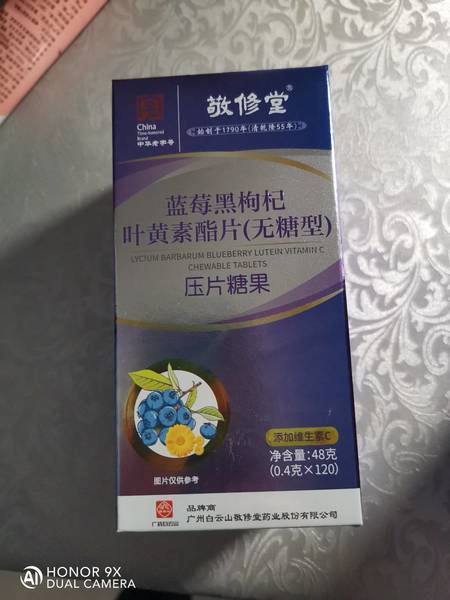 敬修堂®
China
Time-honored
Brand
中华老字号
始创于1790年(清乾隆55年)
蓝莓黑枸杞
叶黄素酯片(无糖型)
LYCIUM BARBARUM BLUEBERRY LUTEIN VITAMIN C
CHEWABLE TABLETS
压片糖果
添加维生素C
净含量:48克
(0.4克×120)
图片仅供参考
品牌商
广州白云山敬修堂药业股份有限公司
HONOR 9X
DUAL CAMERA